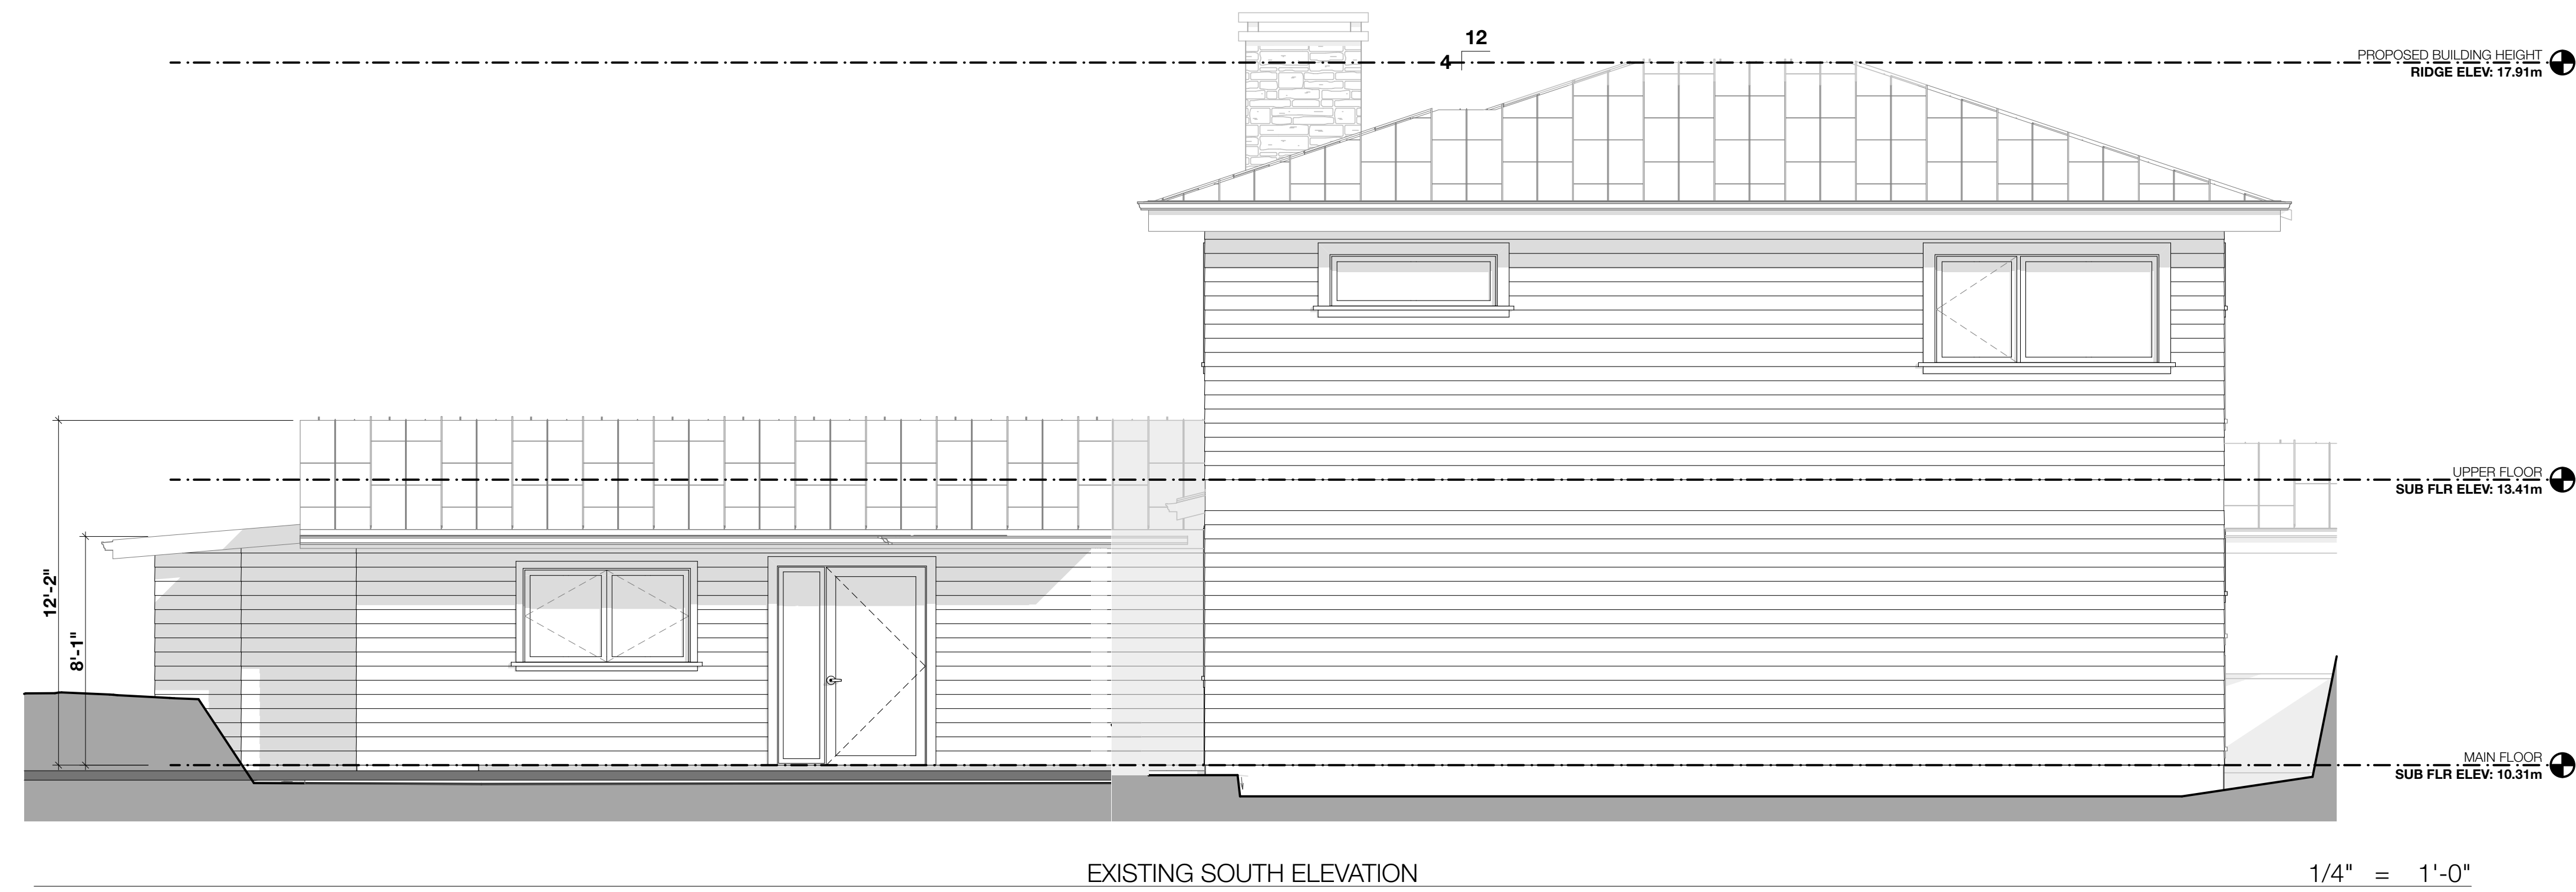 12
4
PROPOSED BUILDING HEIGHT
RIDGE ELEV: 17.91m
UPPER FLOOR
SUB FLR ELEV: 13.41m
12'-2"
8'-1"
MAIN FLOOR
SUB FLR ELEV: 10.31m
EXISTING SOUTH ELEVATION
1/4" = 1'-0"